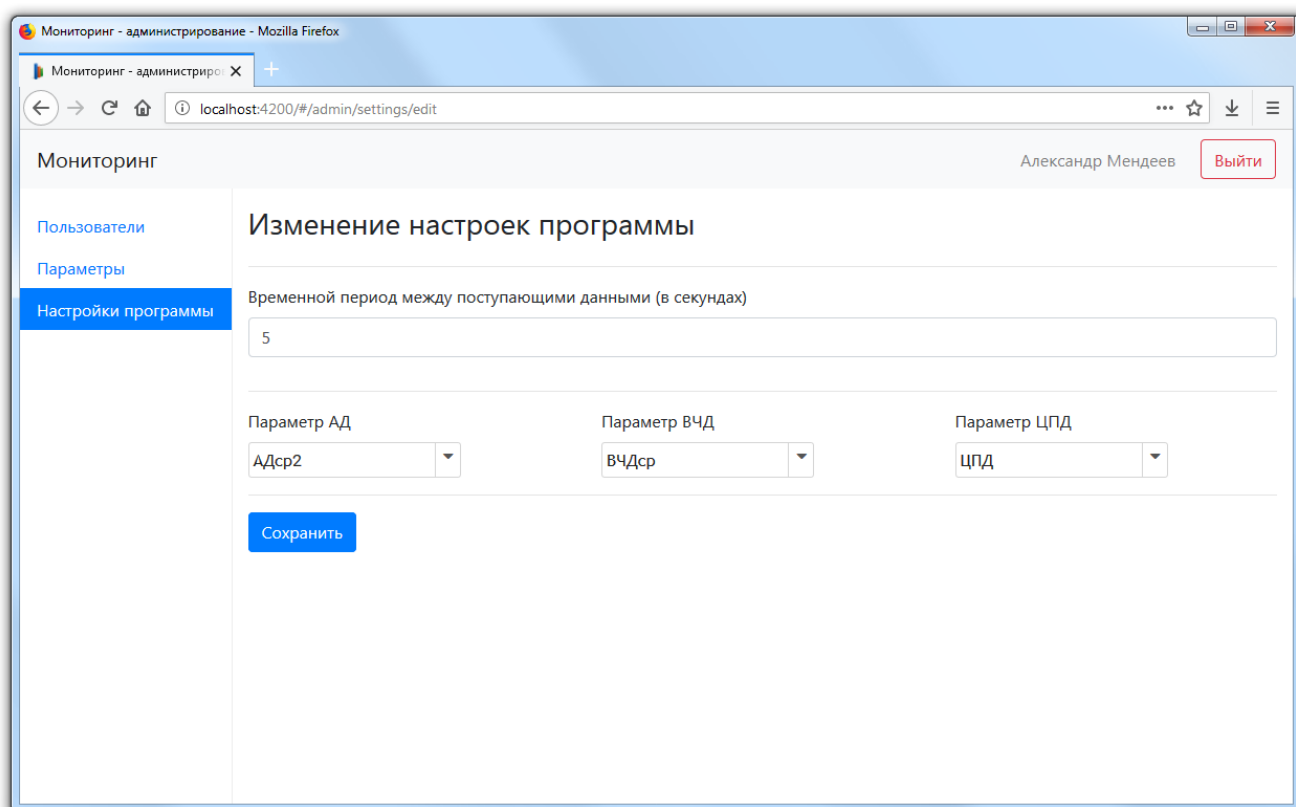 Мониторинг - администрирование - Mozilla Firefox
Мониторинг - администриро
localhost:4200/#/admin/settings/edit
Мониторинг
Александр Мендеев
Выйти
Пользователи
Параметры
Настройки программы
Изменение настроек программы
Временной период между поступающими данными (в секундах)
5
Параметр АД
Параметр ВЧД
Параметр ЦПД
АДср2
ВЧДср
ЦПД
Сохранить